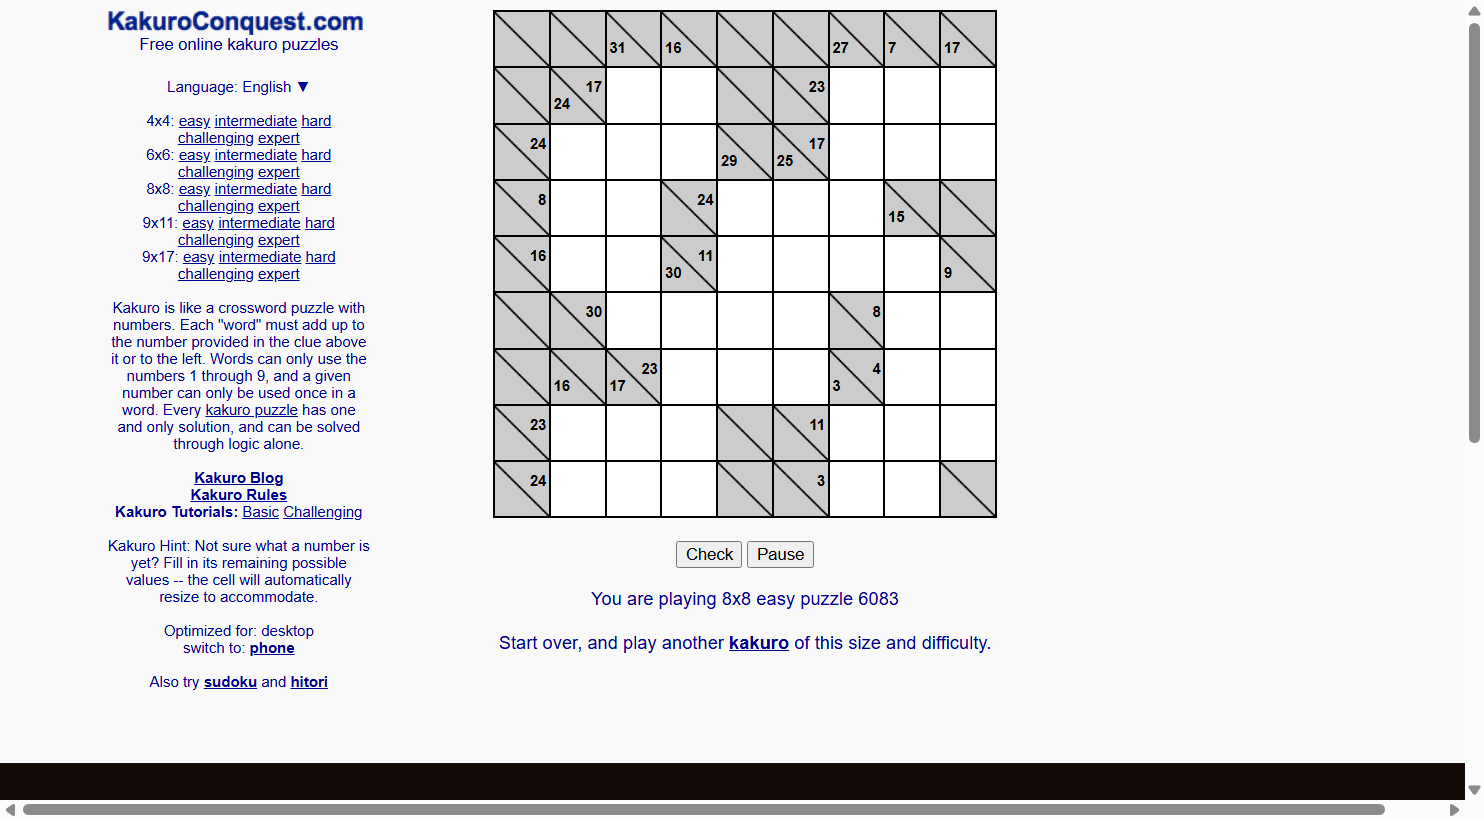 KakuroConquest.com
Free online kakuro puzzles
Language: English ▼
4x4: easy intermediate hard
challenging expert
6x6: easy intermediate hard
challenging expert
8x8: easy intermediate hard
challenging expert
9x11: easy intermediate hard
challenging expert
9x17: easy intermediate hard
challenging expert
Kakuro is like a crossword puzzle with
numbers. Each "word" must add up to
the number provided in the clue above
it or to the left. Words can only use the
numbers 1 through 9, and a given
number can only be used once in a
word. Every kakuro puzzle has one
and only solution, and can be solved
through logic alone.
Kakuro Blog
Kakuro Rules
Kakuro Tutorials: Basic Challenging
Kakuro Hint: Not sure what a number is
yet? Fill in its remaining possible
values -- the cell will automatically
resize to accommodate.
Optimized for: desktop
switch to: phone
Also try sudoku and hitori
31 16 27 7 17
17 24 23
24 29 17 25
8 24 15
16 11 30 9
30 8
16 23 17 4 3
23 11
24 3
Check Pause
You are playing 8x8 easy puzzle 6083
Start over, and play another kakuro of this size and difficulty.